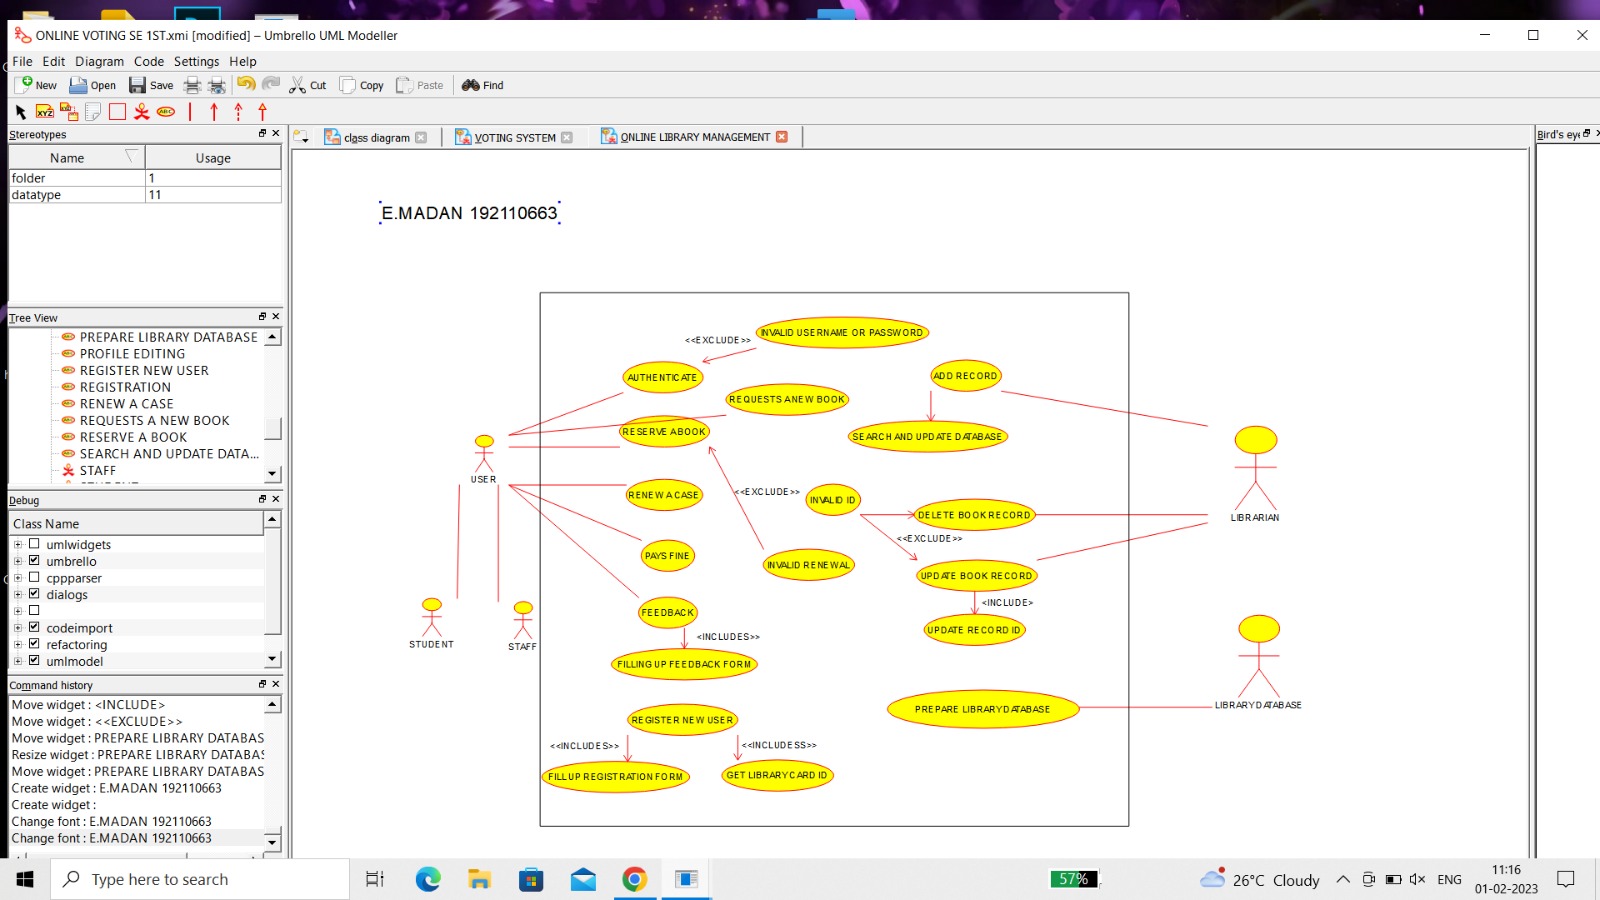 ONLINE VOTING SE 1ST.xmi [modified] – Umbrello UML Modeller
File Edit Diagram Code Settings Help
New Open Save Cut Copy Paste Find
Stereotypes
Name Usage
folder 1
datatype 11
Tree View
PREPARE LIBRARY DATABASE
PROFILE EDITING
REGISTER NEW USER
REGISTRATION
RENEW A CASE
REQUESTS A NEW BOOK
RESERVE A BOOK
SEARCH AND UPDATE DATA...
STAFF
Debug
Class Name
umlwidgets
umbrello
cppparser
dialogs
codeimport
refactoring
umlmodel
Command history
Move widget : <INCLUDE>
Move widget : <<EXCLUDE>>
Move widget : PREPARE LIBRARY DATABAS
Resize widget : PREPARE LIBRARY DATABAS
Move widget : PREPARE LIBRARY DATABAS
Create widget : E.MADAN 192110663
Create widget :
Change font : E.MADAN 192110663
Change font : E.MADAN 192110663
class diagram VOTING SYSTEM ONLINE LIBRARY MANAGEMENT
Bird's eye
E.MADAN 192110663
INVALID USERNAME OR PASSWORD
<<EXCLUDE>>
AUTHENTICATE
ADD RECORD
REQUESTS A NEW BOOK
RESERVE A BOOK
SEARCH AND UPDATE DATABASE
USER
RENEW A CASE
<<EXCLUDE>>
INVALID ID
DELETE BOOK RECORD
LIBRARIAN
<EXCLUDE>>
PAYS FINE
INVALID RENEWAL
UPDATE BOOK RECORD
<INCLUDE>
FEEDBACK
UPDATE RECORD ID
STUDENT
STAFF
<INCLUDES>>
FILLING UP FEEDBACK FORM
PREPARE LIBRARY DATABASE
LIBRARY DATABASE
REGISTER NEW USER
<<INCLUDES>>
<<INCLUDESS>>
FILL UP REGISTRATION FORM
GET LIBRARY CARD ID
Type here to search
57%
26°C Cloudy
ENG
11:16
01-02-2023